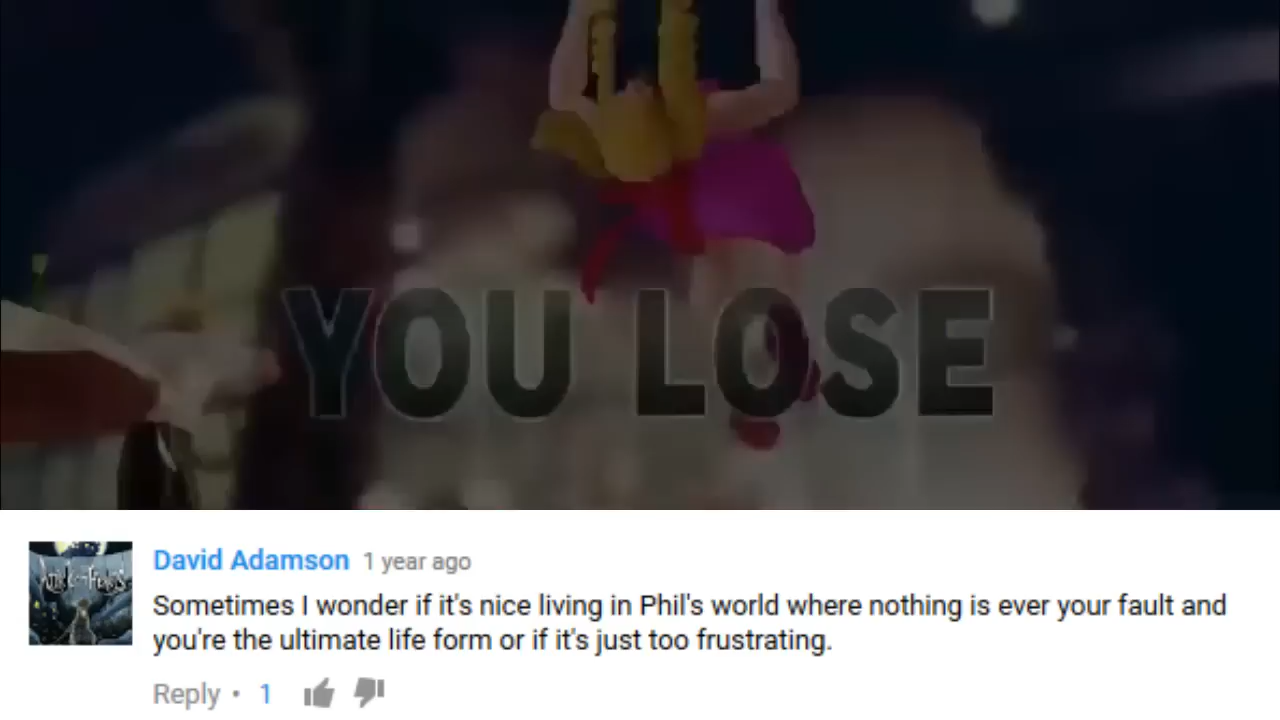 YOU LOSE
David Adamson 1 year ago
Sometimes I wonder if it's nice living in Phil's world where nothing is ever your fault and
you're the ultimate life form or if it's just too frustrating.
Reply • 1